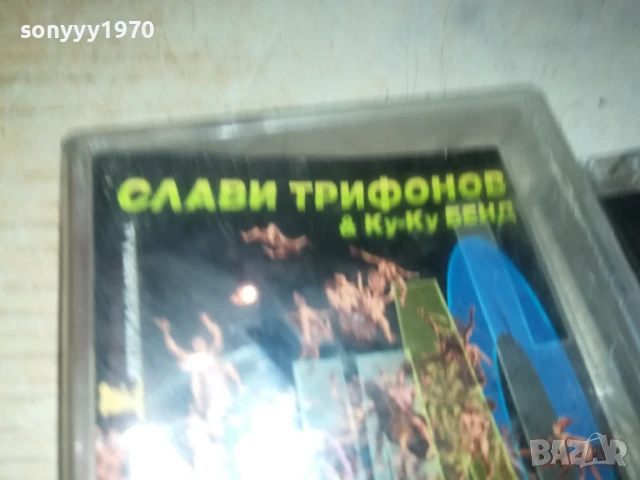 sonyyy1970
СЛАВИ ТРИФОНОВ
& Ку-Ку БЕНД
bazar